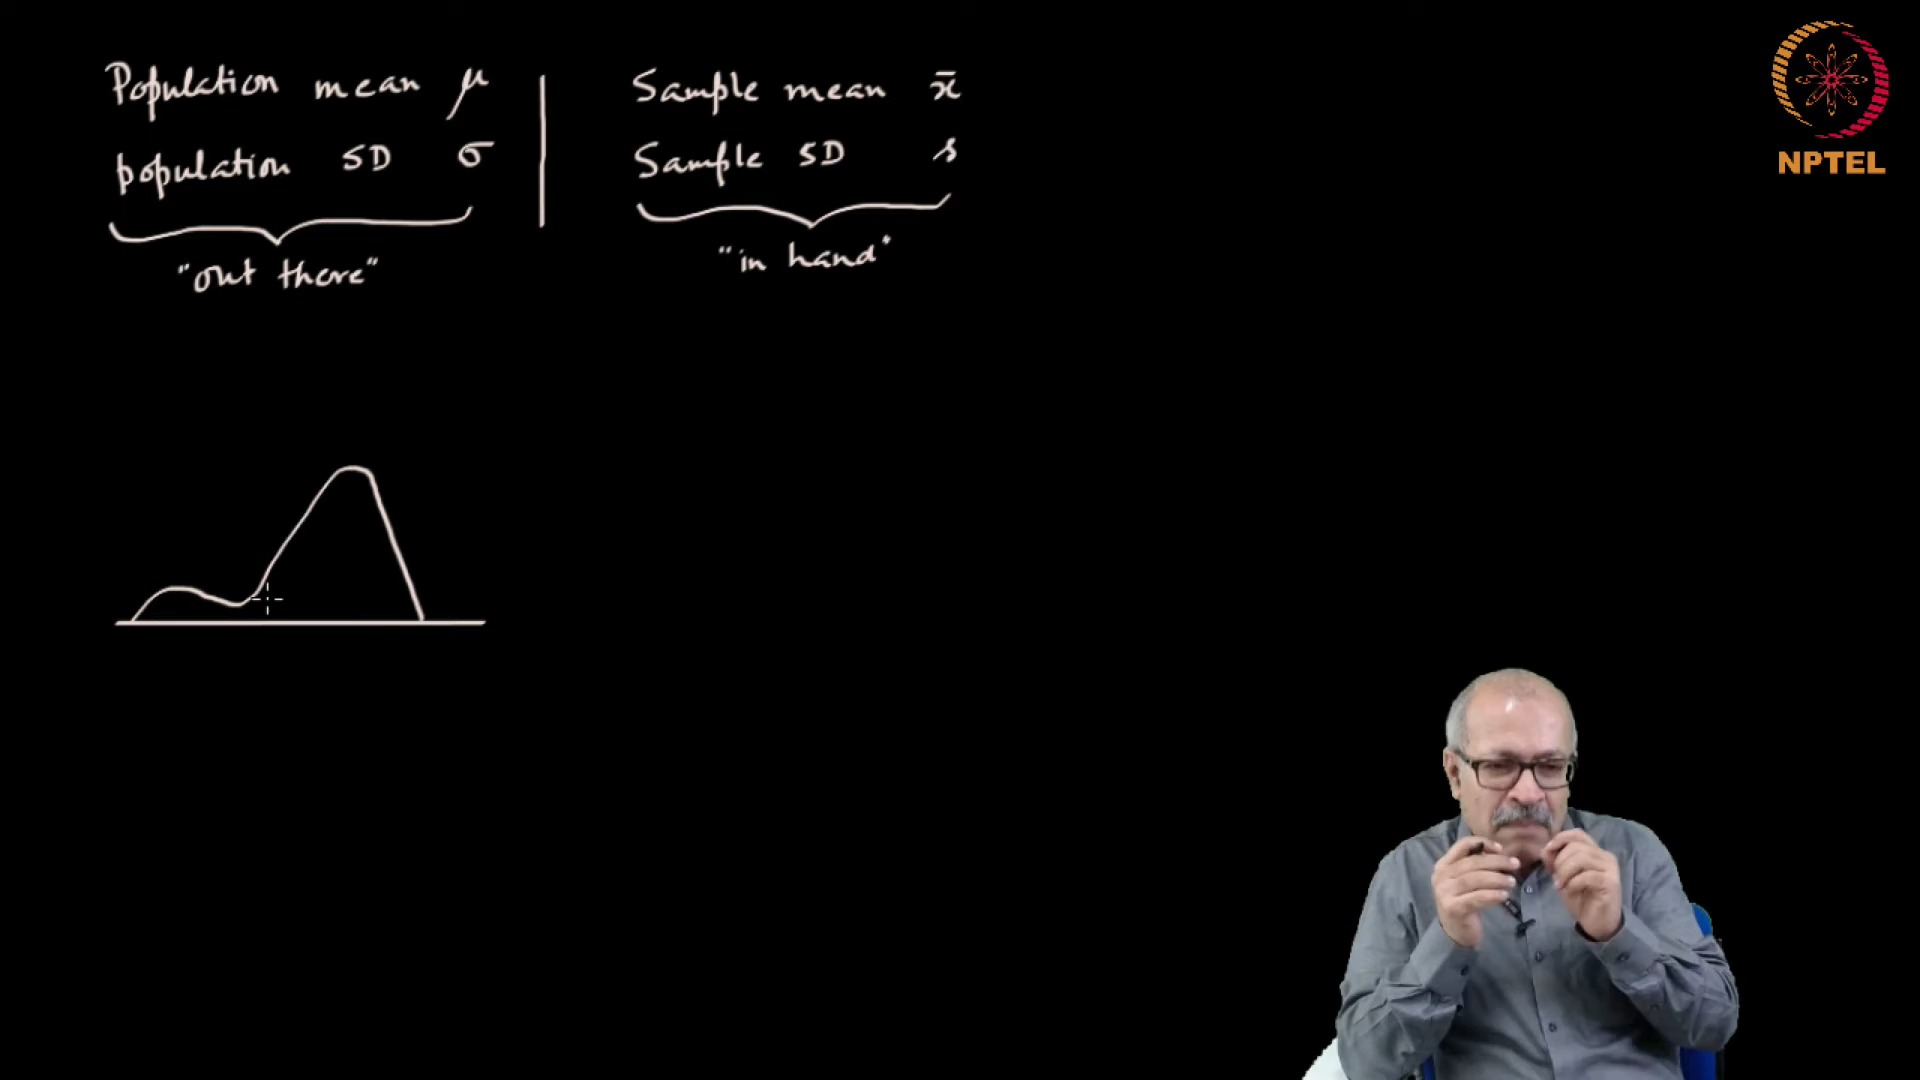 Population mean μ
population SD σ
"out there"
Sample mean x̄
Sample SD s
"in hand"
NPTEL